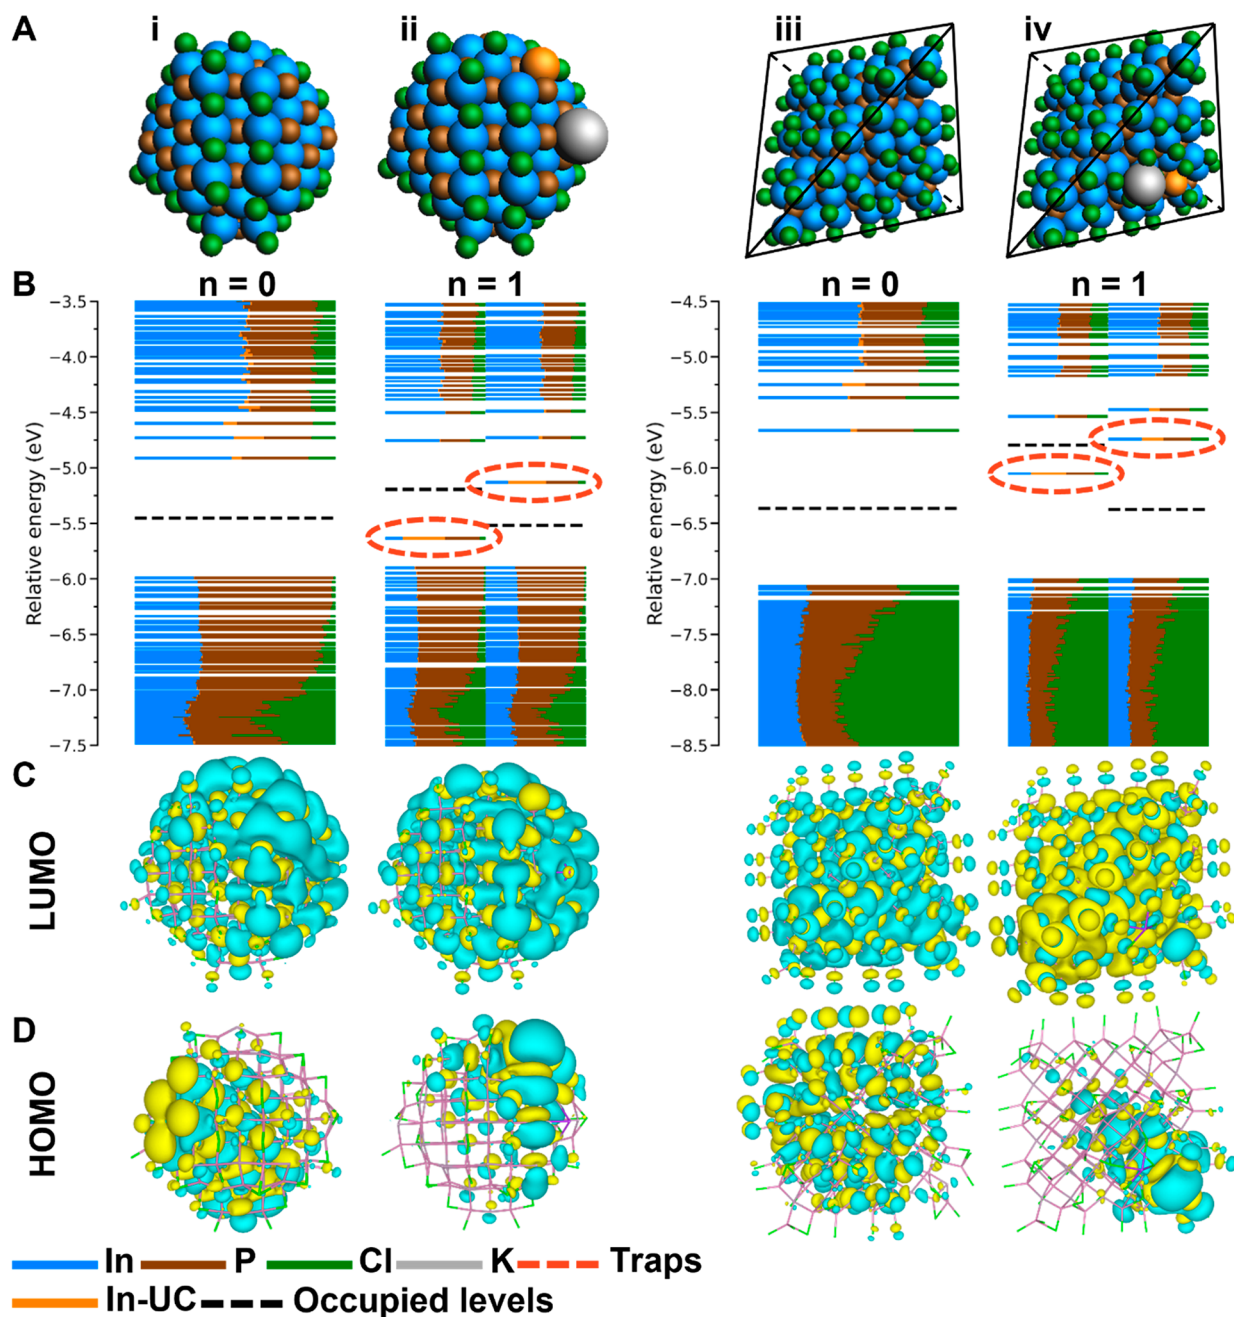 A i ii iii iv
B n = 0 n = 1 n = 0 n = 1
Relative energy (eV)
−3.5
−4.0
−4.5
−5.0
−5.5
−6.0
−6.5
−7.0
−7.5
Relative energy (eV)
−4.5
−5.0
−5.5
−6.0
−6.5
−7.0
−7.5
−8.0
−8.5
C
LUMO
D
HOMO
In P Cl K Traps
In-UC Occupied levels